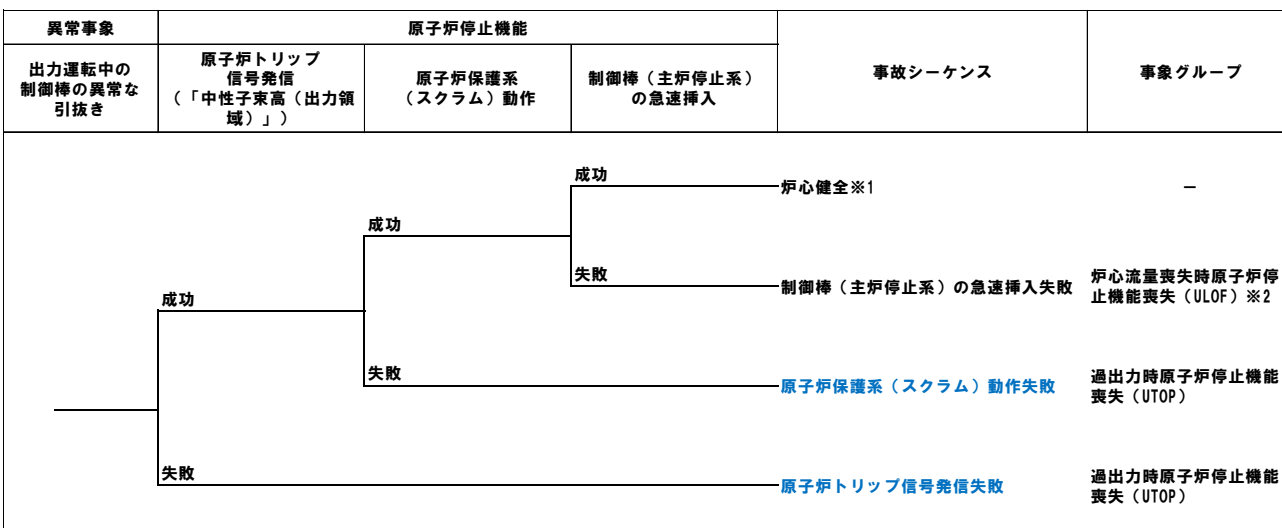 異常事象
原子炉停止機能
事故シーケンス
事象グループ
出力運転中の
制御棒の異常な
引抜き
原子炉トリップ
信号発信
(「中性子束高(出力領
域)」)
原子炉保護系
(スクラム)動作
制御棒(主炉停止系)
の急速挿入
成功
炉心健全※1
－
成功
失敗
制御棒(主炉停止系)の急速挿入失敗
炉心流量喪失時原子炉停
止機能喪失(ULOF)※2
成功
失敗
原子炉保護系(スクラム)動作失敗
過出力時原子炉停止機能
喪失(UTOP)
失敗
原子炉トリップ信号発信失敗
過出力時原子炉停止機能
喪失(UTOP)